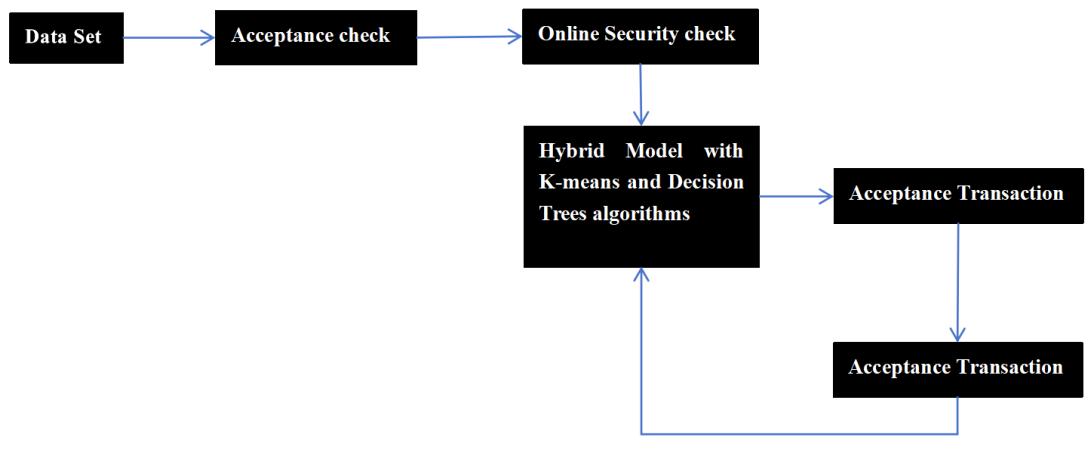 Data Set
Acceptance check
Online Security check
Hybrid Model with
K-means and Decision
Trees algorithms
Acceptance Transaction
Acceptance Transaction